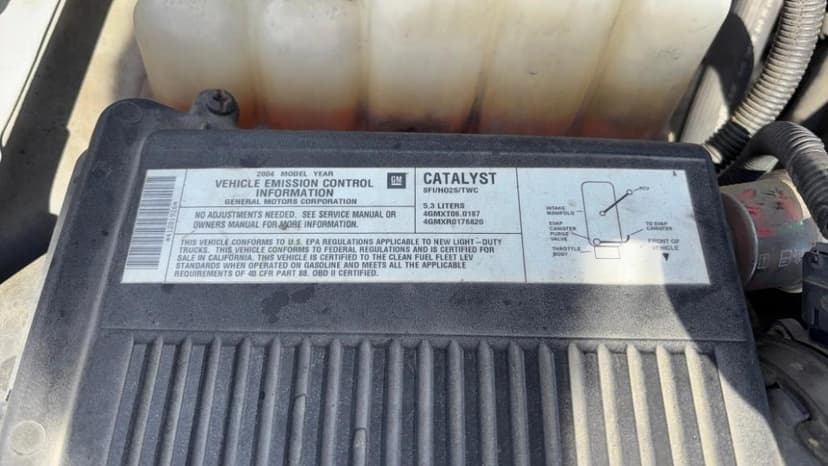 2004 MODEL YEAR
VEHICLE EMISSION CONTROL
INFORMATION
GENERAL MOTORS CORPORATION
GM
NO ADJUSTMENTS NEEDED. SEE SERVICE MANUAL OR
OWNERS MANUAL FOR MORE INFORMATION.
CATALYST
SFI/HO2S/TWC
5.3 LITERS
4GMXT06.0187
4GMXR0176820
THIS VEHICLE CONFORMS TO U.S. EPA REGULATIONS APPLICABLE TO NEW LIGHT-DUTY
TRUCKS. THIS VEHICLE CONFORMS TO FEDERAL REGULATIONS AND IS CERTIFIED FOR
SALE IN CALIFORNIA. THIS VEHICLE IS CERTIFIED TO THE CLEAN FUEL FLEET LEV
STANDARDS WHEN OPERATED ON GASOLINE AND MEETS ALL THE APPLICABLE
REQUIREMENTS OF 40 CFR PART 88. OBD II CERTIFIED.
A
PCV
INTAKE
MANIFOLD
EVAP
CANISTER
PURGE
VALVE
THROTTLE
BODY
TO EVAP
CANISTER
FRONT OF
VEHICLE